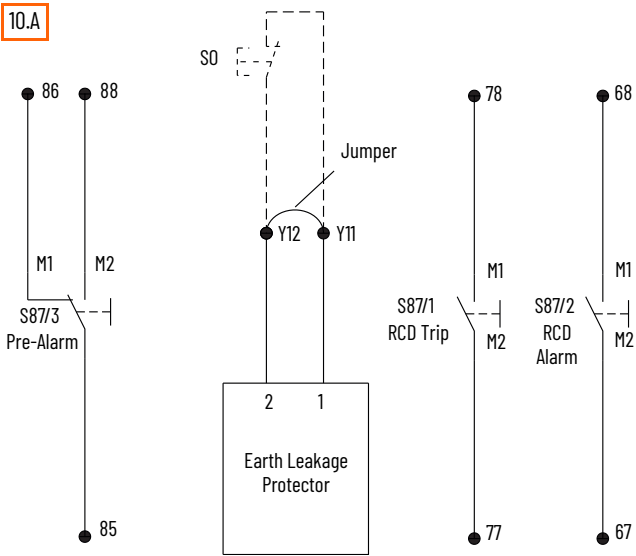 10.A
86
88
S0
78
68
Jumper
Y12
Y11
M1
M2
M1
M1
S87/3
Pre-Alarm
S87/1
RCD Trip
M2
S87/2
RCD
Alarm
M2
2
1
Earth Leakage
Protector
85
77
67